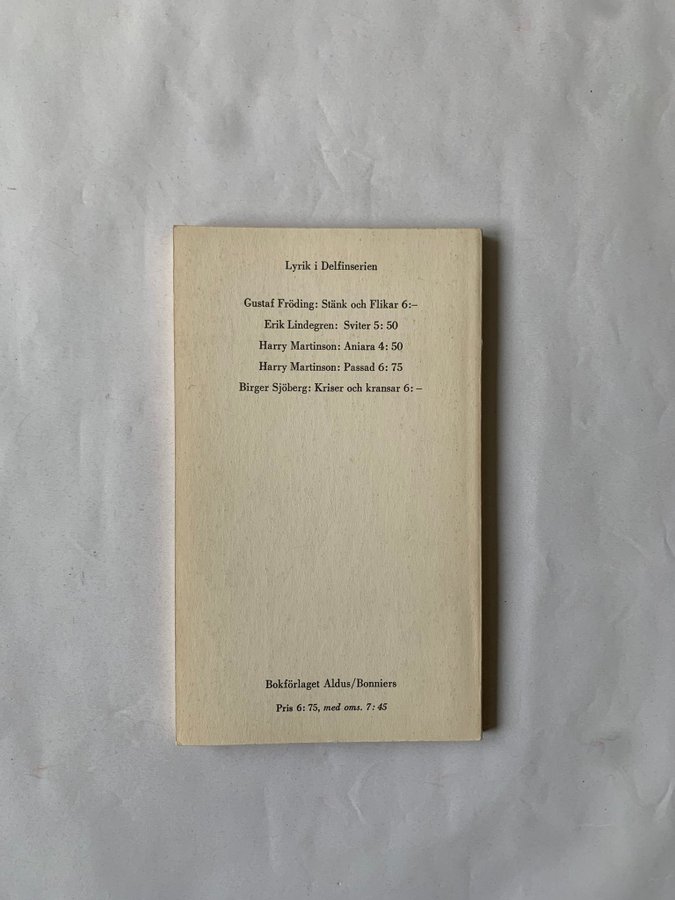 Lyrik i Delfinserien
Gustaf Fröding: Stänk och Flikar 6:–
Erik Lindegren: Sviter 5: 50
Harry Martinson: Aniara 4: 50
Harry Martinson: Passad 6: 75
Birger Sjöberg: Kriser och kransar 6: –
Bokförlaget Aldus/Bonniers
Pris 6: 75, med oms. 7: 45